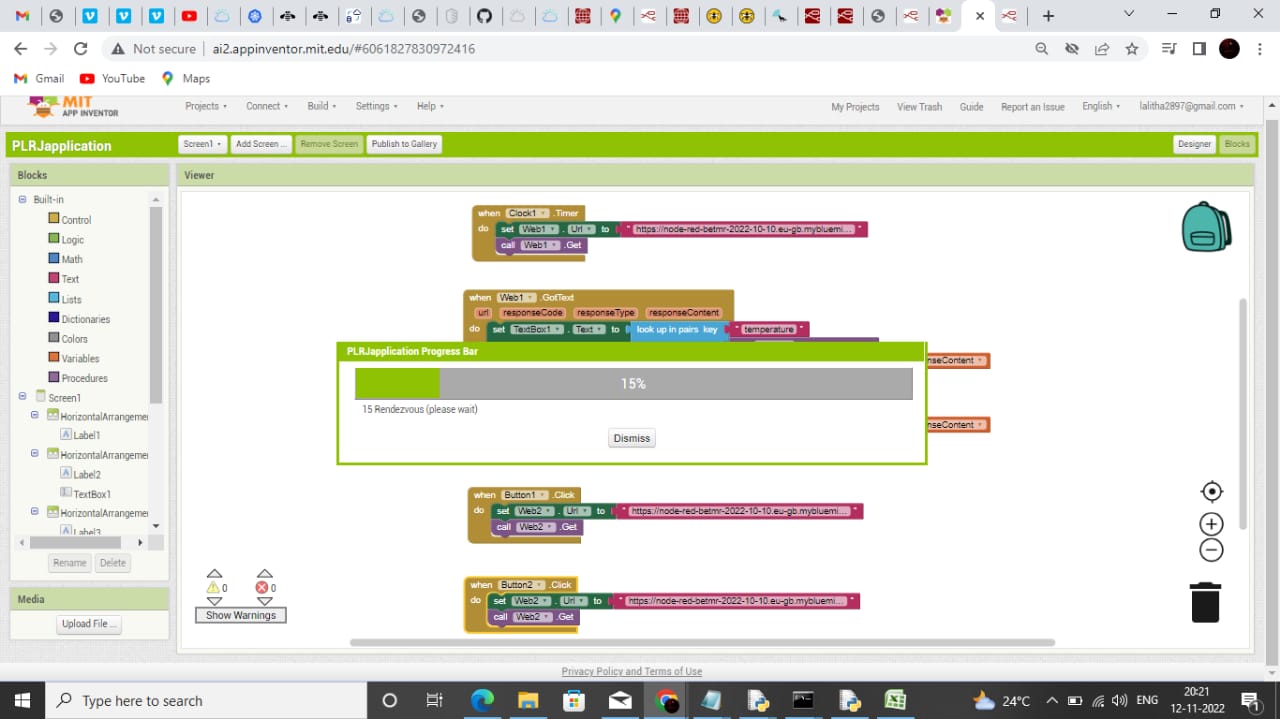 Not secure
ai2.appinventor.mit.edu/#6061827830972416
Gmail
YouTube
Maps
MIT
APP INVENTOR
Projects
Connect
Build
Settings
Help
My Projects
View Trash
Guide
Report an Issue
English
lalitha2897@gmail.com
PLRJapplication
Screen1
Add Screen ...
Remove Screen
Publish to Gallery
Designer
Blocks
Blocks
Viewer
Built-in
Control
Logic
Math
Text
Lists
Dictionaries
Colors
Variables
Procedures
Screen1
HorizontalArrangemer
Label1
HorizontalArrangemer
Label2
TextBox1
HorizontalArrangemer
Label3
Rename
Delete
Media
Upload File ...
when Clock1 .Timer
do set Web1 . Url to " https://node-red-betmr-2022-10-10.eu-gb.mybluemi... "
call Web1 .Get
when Web1 .GotText
url responseCode responseType responseContent
do set TextBox1 . Text to look up in pairs key " temperature "
nseContent
nseContent
PLRJapplication Progress Bar
15%
15 Rendezvous (please wait)
Dismiss
when Button1 .Click
do set Web2 . Url to " https://node-red-betmr-2022-10-10.eu-gb.mybluemi... "
call Web2 .Get
when Button2 .Click
do set Web2 . Url to " https://node-red-betmr-2022-10-10.eu-gb.mybluemi... "
call Web2 .Get
0
0
Show Warnings
Privacy Policy and Terms of Use
Type here to search
24°C
ENG
20:21
12-11-2022
1